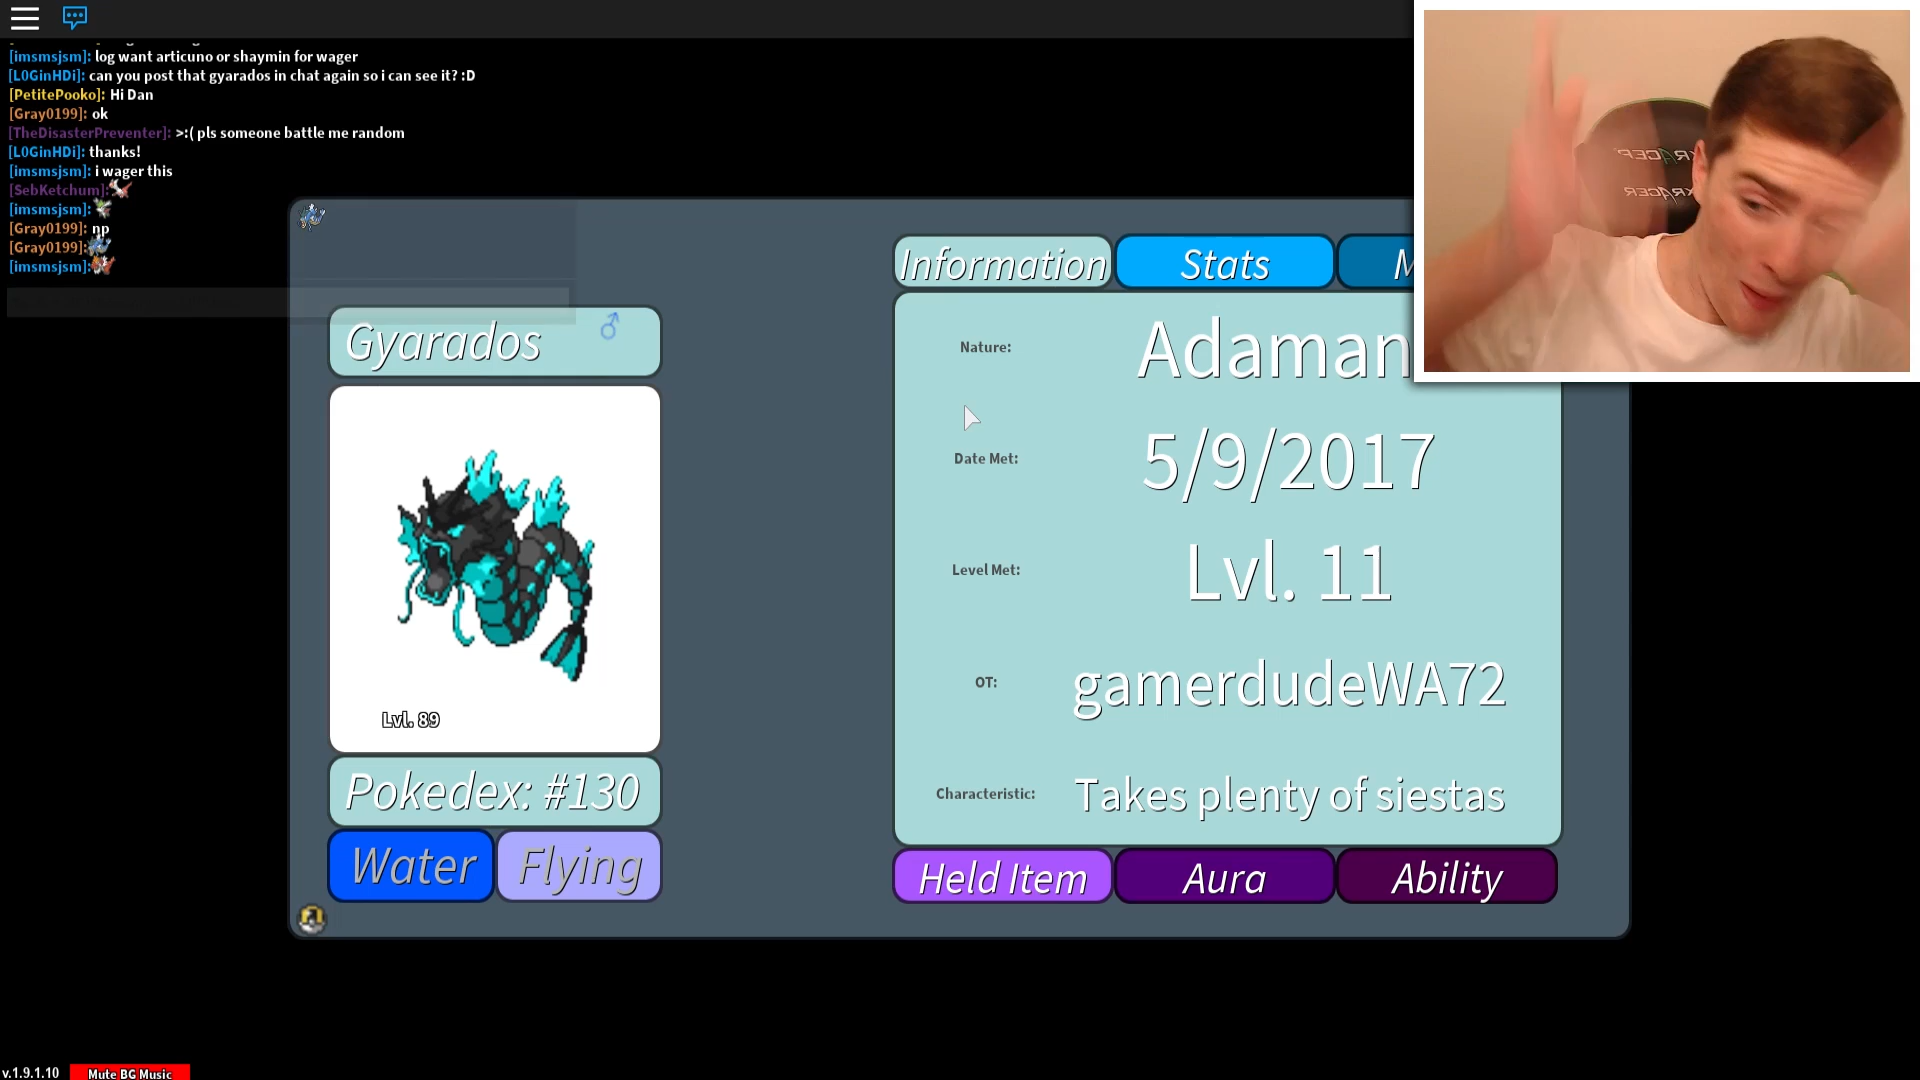 [imsmsjsm]: log want articuno or shaymin for wager
[L0GinHDi]: can you post that gyarados in chat again so i can see it? :D
[PetitePooko]: Hi Dan
[Gray0199]: ok
[TheDisasterPreventer]: >:( pls someone battle me random
[L0GinHDi]: thanks!
[imsmsjsm]: i wager this
[SebKetchum]:
[imsmsjsm]:
[Gray0199]: np
[Gray0199]:
[imsmsjsm]:
Gyarados
Lvl. 89
Pokedex: #130
Water Flying
Information Stats M
Nature: Adaman
Date Met: 5/9/2017
Level Met: Lvl. 11
OT: gamerdudeWA72
Characteristic: Takes plenty of siestas
Held Item Aura Ability
v.1.9.1.10 Mute BG Music